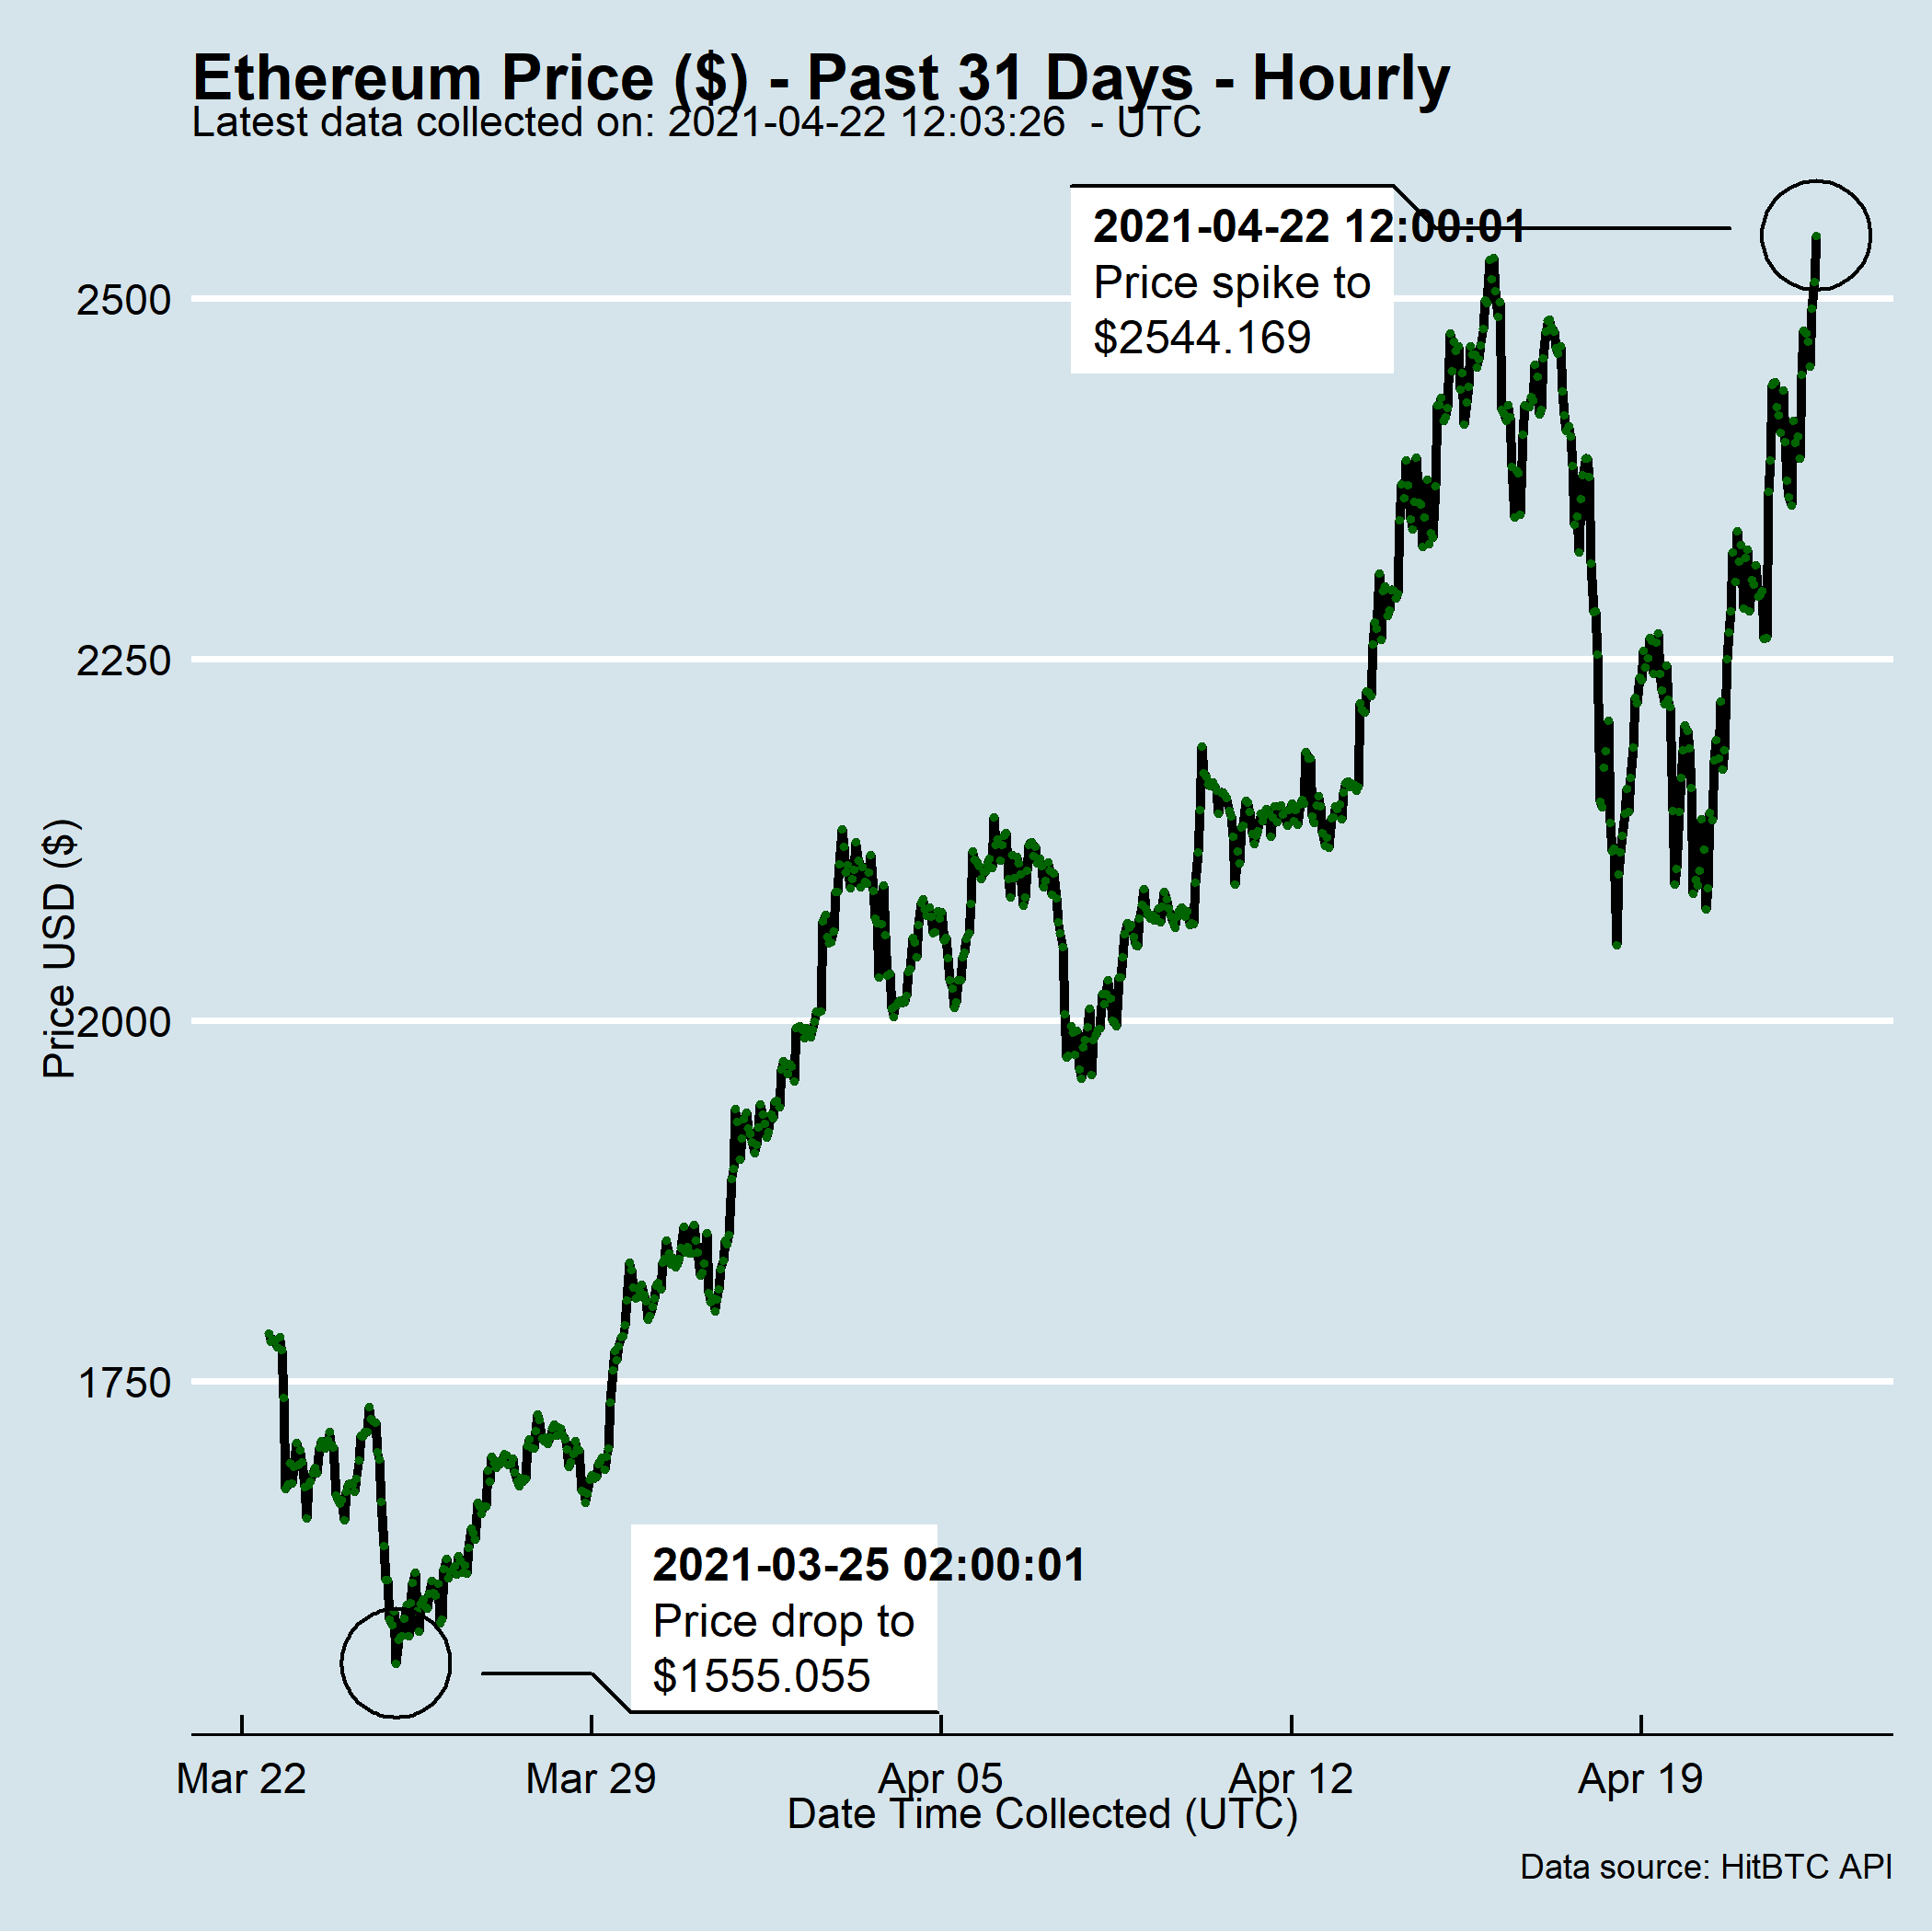 Ethereum Price ($) - Past 31 Days - Hourly
Latest data collected on: 2021-04-22 12:03:26  - UTC
2021-04-22 12:00:01
Price spike to
$2544.169
2500
2250
2000
1750
Price USD ($)
2021-03-25 02:00:01
Price drop to
$1555.055
Mar 22 Mar 29 Apr 05 Apr 12 Apr 19
Date Time Collected (UTC)
Data source: HitBTC API